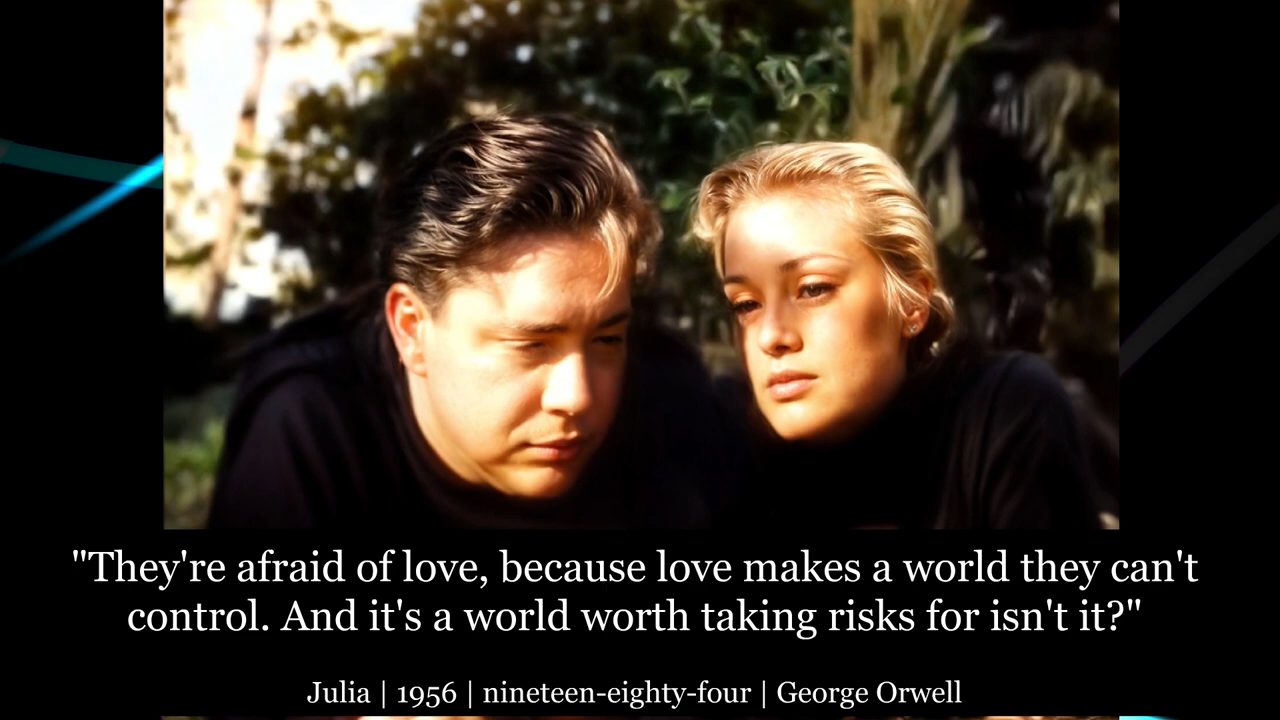 "They're afraid of love, because love makes a world they can't
control. And it's a world worth taking risks for isn't it?"
Julia | 1956 | nineteen-eighty-four | George Orwell